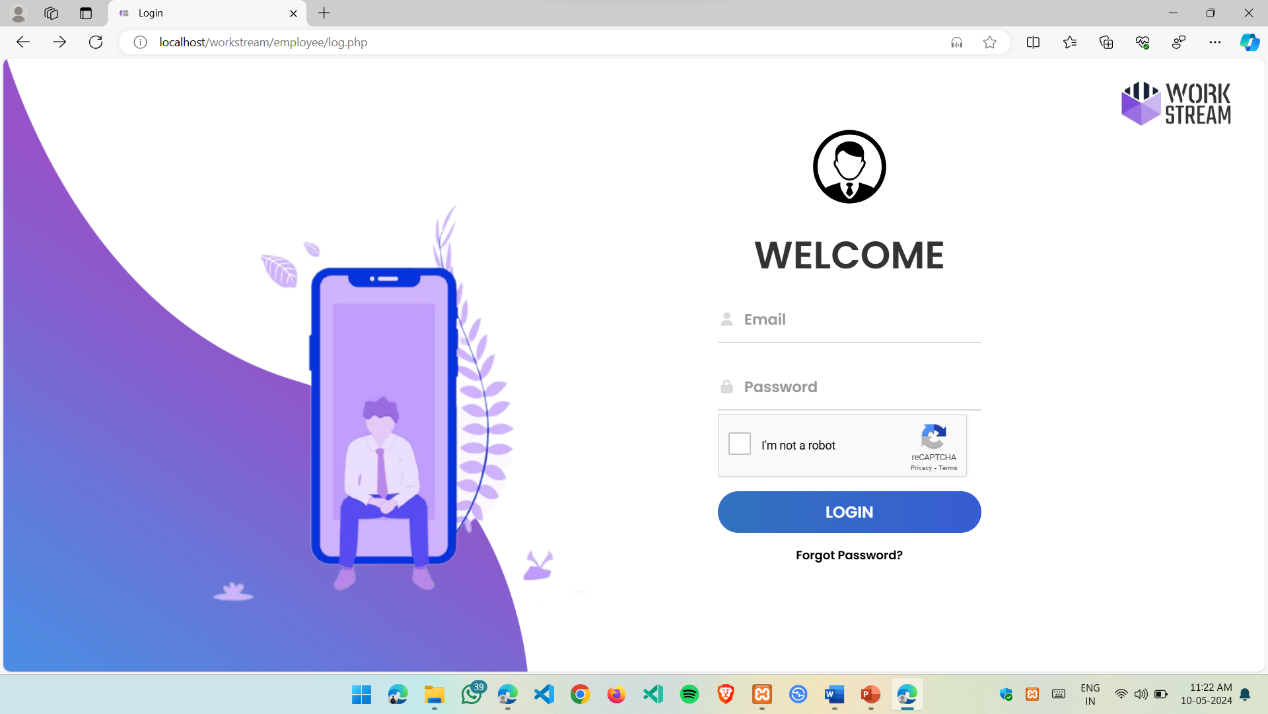 Login
localhost/workstream/employee/log.php
WORK
STREAM
WELCOME
Email
Password
I'm not a robot
reCAPTCHA
Privacy - Terms
LOGIN
Forgot Password?
39
ENG
IN
11:22 AM
10-05-2024